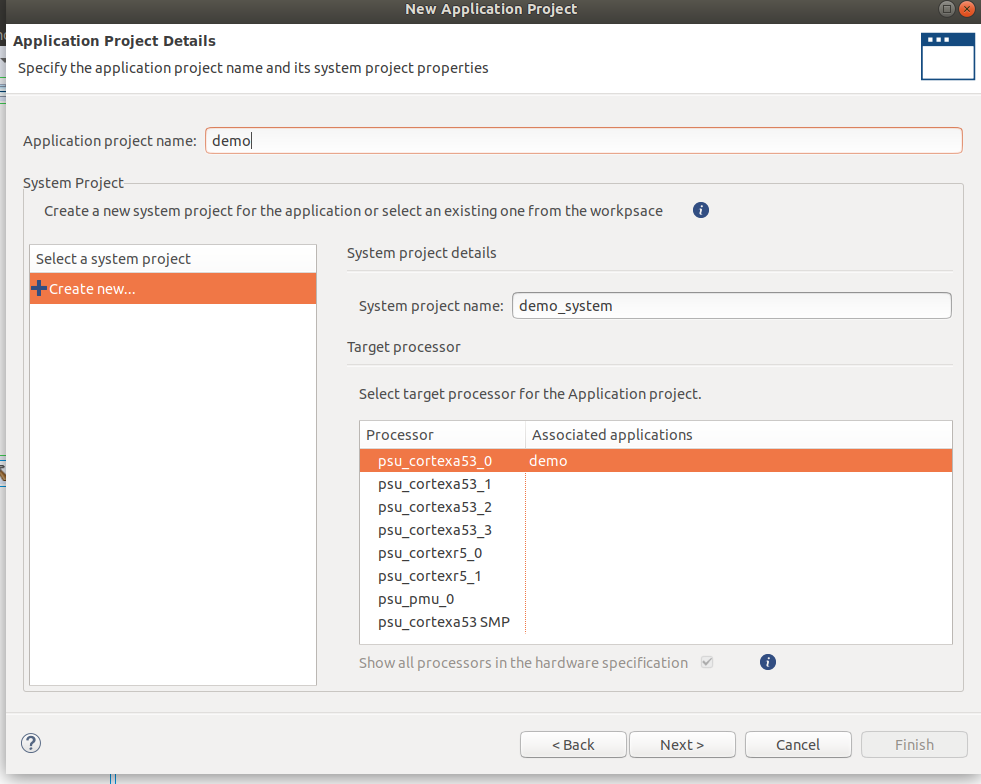 New Application Project
Application Project Details
Specify the application project name and its system project properties
Application project name: demo
System Project
Create a new system project for the application or select an existing one from the workpsace
Select a system project
Create new...
System project details
System project name: demo_system
Target processor
Select target processor for the Application project.
Processor Associated applications
psu_cortexa53_0 demo
psu_cortexa53_1
psu_cortexa53_2
psu_cortexa53_3
psu_cortexr5_0
psu_cortexr5_1
psu_pmu_0
psu_cortexa53 SMP
Show all processors in the hardware specification
< Back Next > Cancel Finish